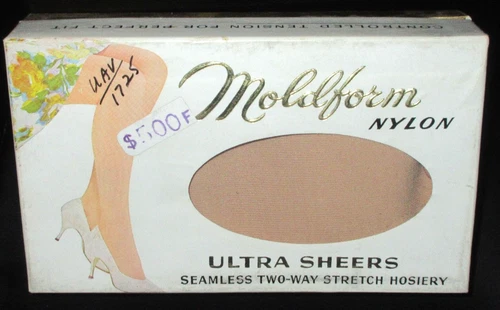 CONTROLLED TENSION FOR PERFECT FIT
UAV
1725
$5.00F
Moldform
NYLON
ULTRA SHEERS
SEAMLESS TWO-WAY STRETCH HOSIERY